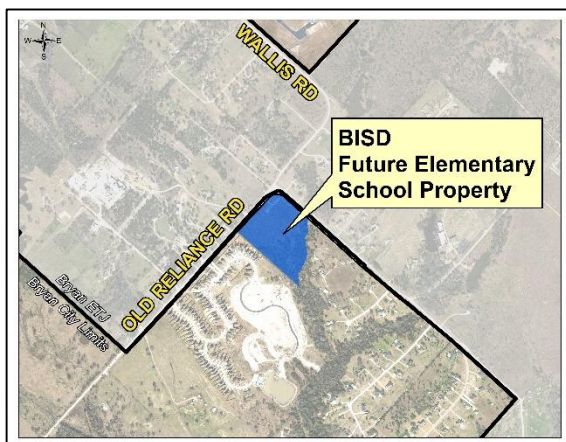 N
W E
S
WALLIS RD
BISD
Future Elementary
School Property
OLD RELIANCE RD
Bryan ETJ
Bryan City Limits